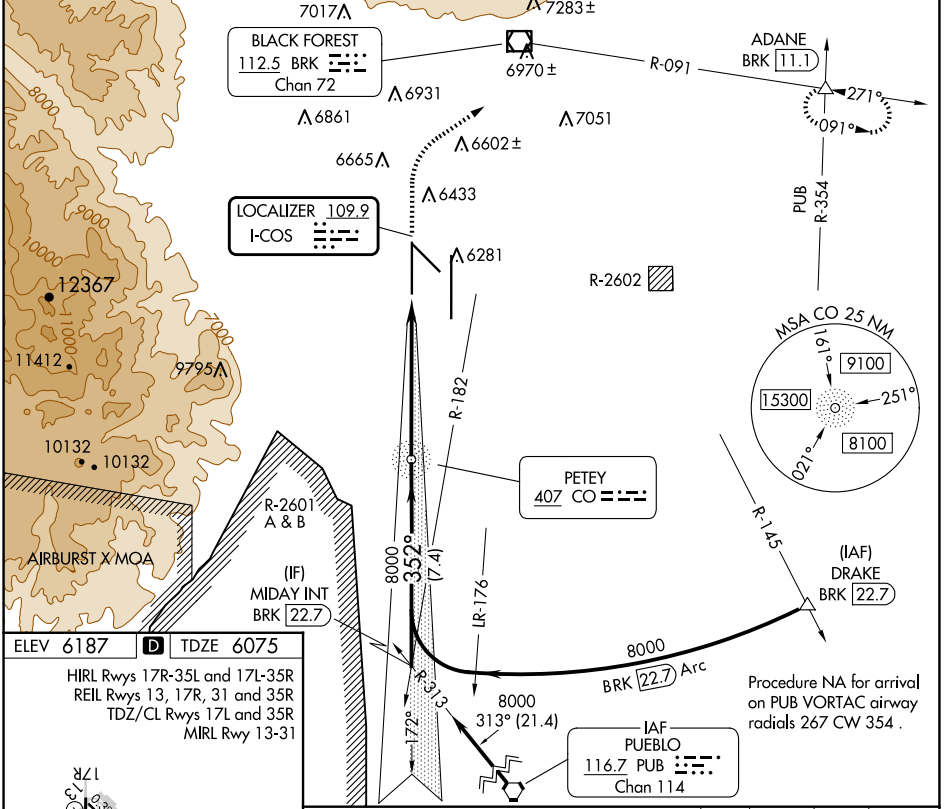 7017
7283±
BLACK FOREST
112.5 BRK
Chan 72
6970±
R-091
ADANE
BRK 11.1
271°
091°
8000
6931
6861
7051
6602±
6665
6433
9000
PUB
R-354
LOCALIZER 109.9
I-COS
10000
6281
R-2602
12367
11000
7000
MSA CO 25 NM
191°
9100
15300
251°
8100
021°
11412
9795
R-182
10132
10132
PETEY
407 CO
R-2601
A & B
R-145
AIRBURST X MOA
8000
352°
(7.4)
LR-176
(IF)
MIDAY INT
BRK 22.7
(IAF)
DRAKE
BRK 22.7
8000
BRK 22.7 Arc
ELEV 6187 D TDZE 6075
HIRL Rwys 17R-35L and 17L-35R
REIL Rwys 13, 17R, 31 and 35R
TDZ/CL Rwys 17L and 35R
MIRL Rwy 13-31
R-313
172°
8000
313° (21.4)
Procedure NA for arrival
on PUB VORTAC airway
radials 267 CW 354 .
IAF
PUEBLO
116.7 PUB
Chan 114
17R
13